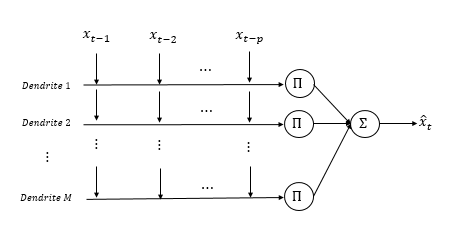 x_{t-1} x_{t-2} x_{t-p}
...
Dendrite 1 Π
...
Dendrite 2 Π Σ x̂_t
⋮ ⋮ ⋮ ⋮
...
Dendrite M Π